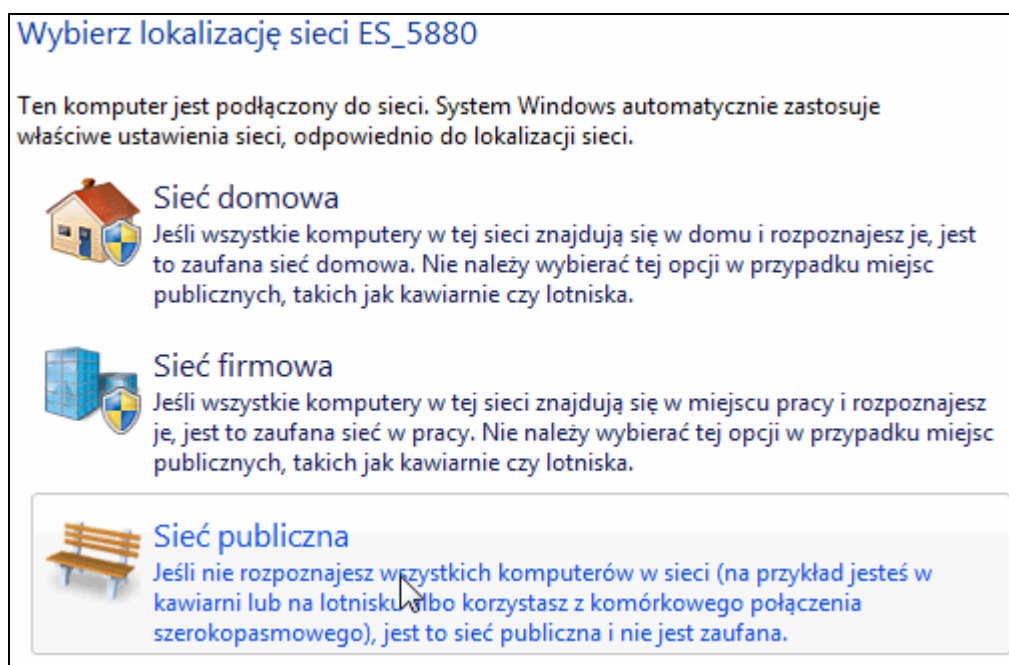 Wybierz lokalizację sieci ES_5880
Ten komputer jest podłączony do sieci. System Windows automatycznie zastosuje
właściwe ustawienia sieci, odpowiednio do lokalizacji sieci.
Sieć domowa
Jeśli wszystkie komputery w tej sieci znajdują się w domu i rozpoznajesz je, jest
to zaufana sieć domowa. Nie należy wybierać tej opcji w przypadku miejsc
publicznych, takich jak kawiarnie czy lotniska.
Sieć firmowa
Jeśli wszystkie komputery w tej sieci znajdują się w miejscu pracy i rozpoznajesz
je, jest to zaufana sieć w pracy. Nie należy wybierać tej opcji w przypadku miejsc
publicznych, takich jak kawiarnie czy lotniska.
Sieć publiczna
Jeśli nie rozpoznajesz wszystkich komputerów w sieci (na przykład jesteś w
kawiarni lub na lotnisku albo korzystasz z komórkowego połączenia
szerokopasmowego), jest to sieć publiczna i nie jest zaufana.